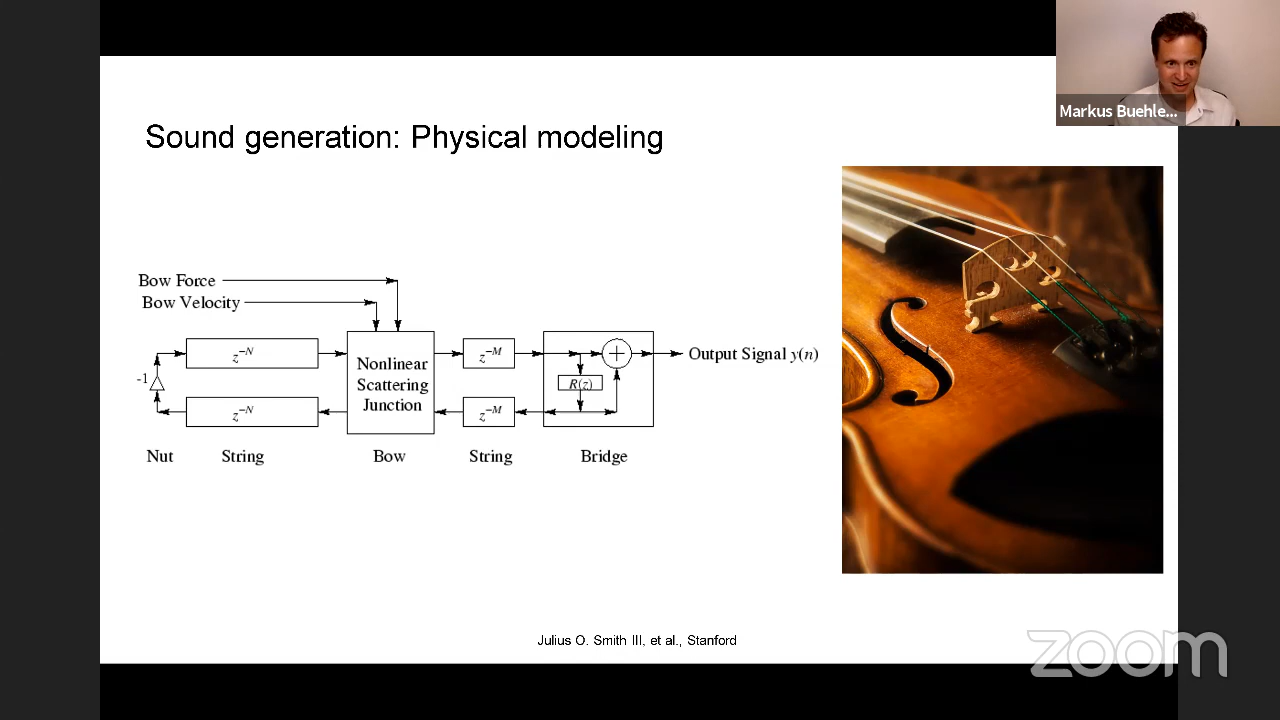 Markus Buehle...
Sound generation: Physical modeling
Bow Force
Bow Velocity
z⁻ᴺ
Nonlinear
Scattering
Junction
z⁻ᴹ
+
Output Signal y(n)
-1
R(z)
z⁻ᴺ
z⁻ᴹ
Nut
String
Bow
String
Bridge
Julius O. Smith III, et al., Stanford
zoom